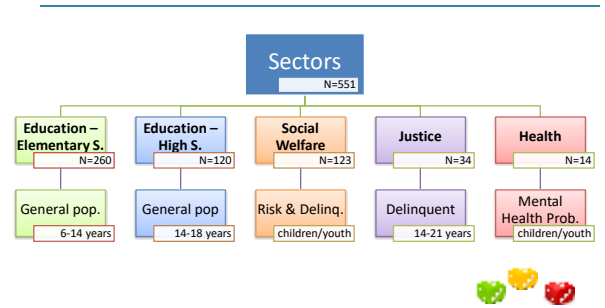 Sectors
N=551
Education –
Elementary S.
N=260
Education –
High S.
N=120
Social
Welfare
N=123
Justice
N=34
Health
N=14
General pop.
6-14 years
General pop
14-18 years
Risk & Delinq.
children/youth
Delinquent
14-21 years
Mental
Health Prob.
children/youth